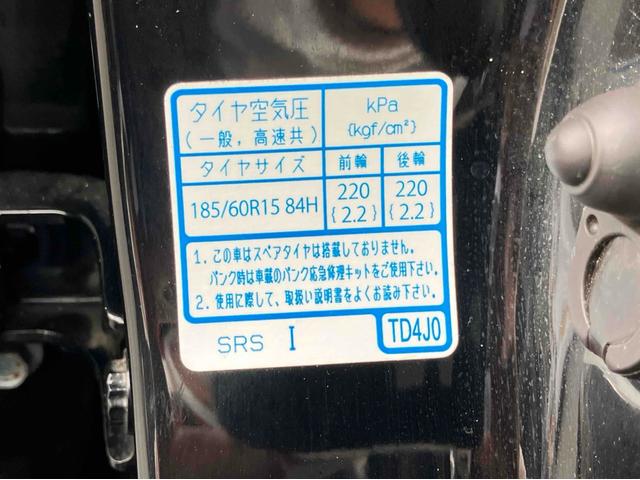 タイヤ空気圧
(一般，高速共)
kPa
{kgf/cm²}
タイヤサイズ 前輪 後輪
185/60R15 84H 220 {2.2} 220 {2.2}
1. この車はスペアタイヤは搭載しておりません。
パンク時は車載のパンク応急修理キットをご使用下さい。
2. 使用に際して、取扱い説明書をよくお読み下さい。
SRS I TD4J0